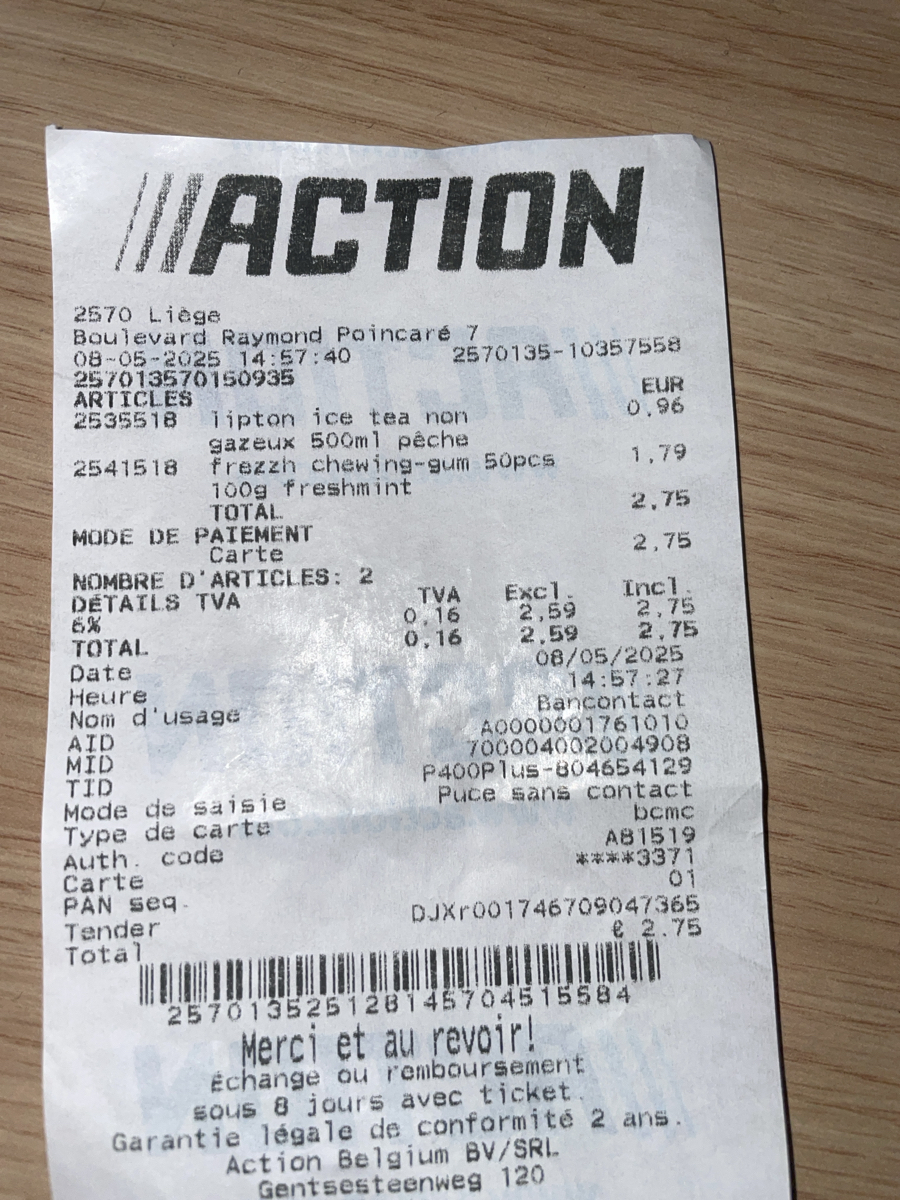 ///ACTION
2570 Liège
Boulevard Raymond Poincaré 7
08-05-2025 14:57:40 2570135-10357558
257013570150935
ARTICLES EUR
2535518 lipton ice tea non 0,96
gazeux 500ml pêche
2541518 frezzh chewing-gum 50pcs 1,79
100g freshmint
TOTAL 2,75
MODE DE PAIEMENT
Carte 2,75
NOMBRE D'ARTICLES: 2
DÉTAILS TVA TVA Excl. Incl.
6% 0,16 2,59 2,75
TOTAL 0,16 2,59 2,75
Date 08/05/2025
Heure 14:57:27
Nom d'usage Bancontact
AID A0000001761010
MID 700004002004908
TID P400Plus-804654129
Mode de saisie Puce sans contact
Type de carte bcmc
Auth. code A81519
Carte ****3371
PAN seq. 01
Tender DJXr001746709047365
Total € 2.75
257013525128145704515584
Merci et au revoir!
Échange ou remboursement
sous 8 jours avec ticket.
Garantie légale de conformité 2 ans.
Action Belgium BV/SRL
Gentsesteenweg 120